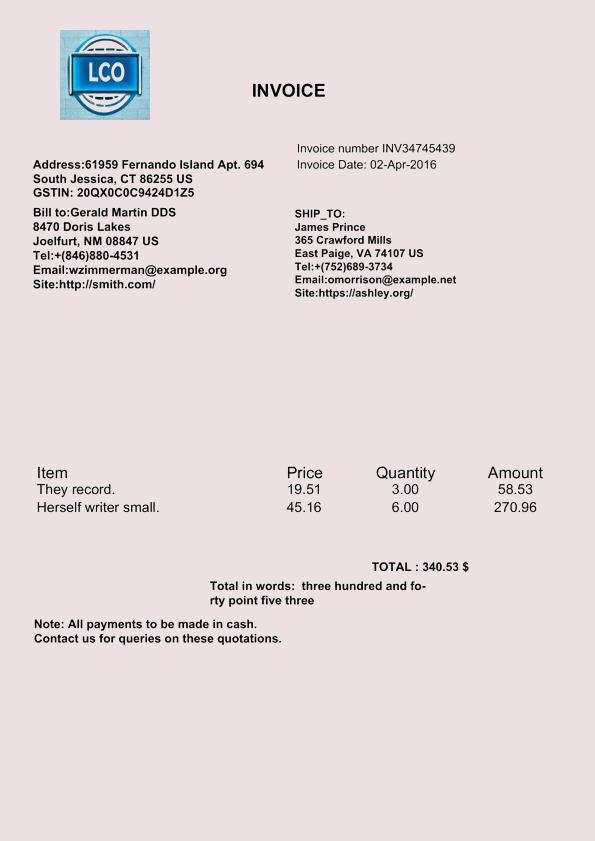 LCO
INVOICE
Invoice number INV34745439
Invoice Date: 02-Apr-2016
Address:61959 Fernando Island Apt. 694
South Jessica, CT 86255 US
GSTIN: 20QX0C0C9424D1Z5
Bill to:Gerald Martin DDS
8470 Doris Lakes
Joelfurt, NM 08847 US
Tel:+(846)880-4531
Email:wzimmerman@example.org
Site:http://smith.com/
SHIP_TO:
James Prince
365 Crawford Mills
East Paige, VA 74107 US
Tel:+(752)689-3734
Email:omorrison@example.net
Site:https://ashley.org/
Item Price Quantity Amount
They record. 19.51 3.00 58.53
Herself writer small. 45.16 6.00 270.96
TOTAL : 340.53 $
Total in words: three hundred and fo-
rty point five three
Note: All payments to be made in cash.
Contact us for queries on these quotations.